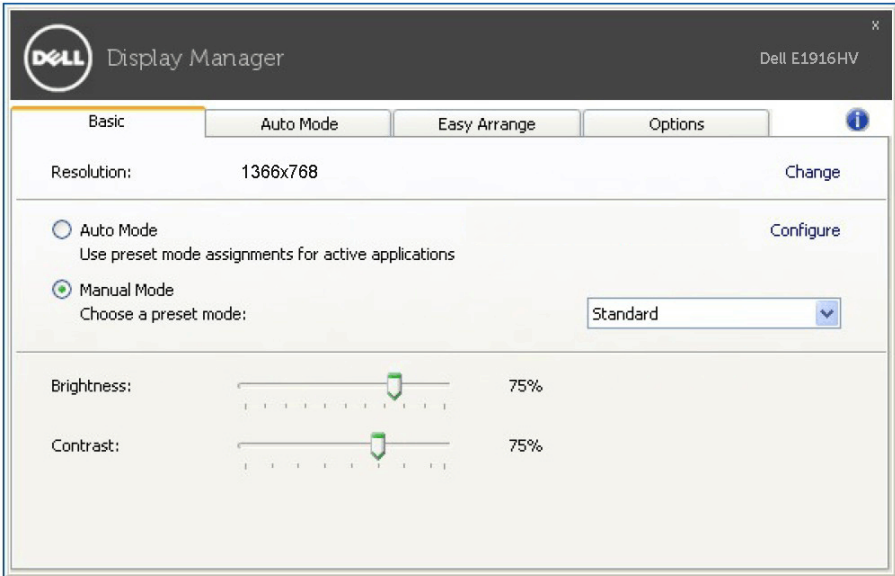 x
DELL Display Manager
Dell E1916HV
Basic Auto Mode Easy Arrange Options i
Resolution: 1366x768 Change
Auto Mode Configure
Use preset mode assignments for active applications
Manual Mode
Choose a preset mode: Standard
Brightness: 75%
Contrast: 75%